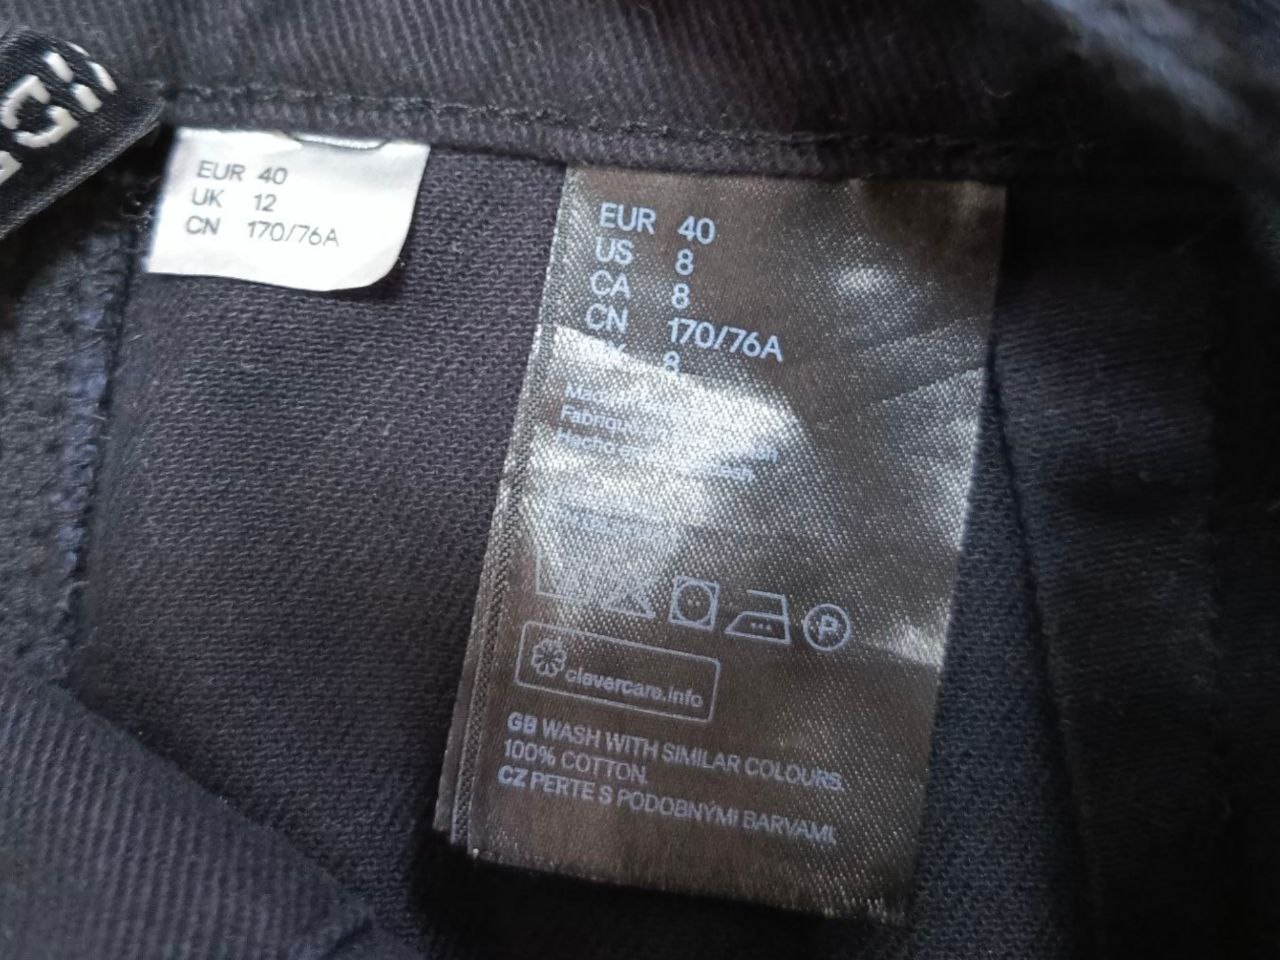 EUR 40
UK 12
CN 170/76A
EUR 40
US 8
CA 8
CN 170/76A
8
clevercare.info
GB WASH WITH SIMILAR COLOURS.
100% COTTON.
CZ PERTE S PODOBNÝMI BARVAMI.